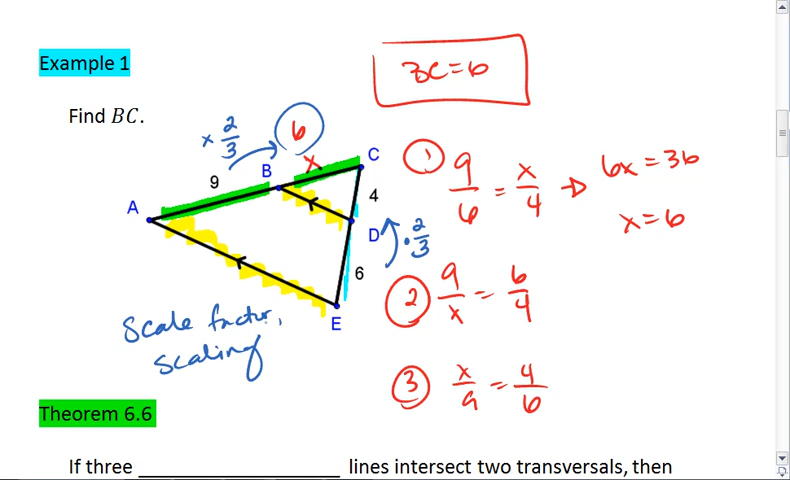 Example 1
BC = 6
Find BC.
× 2/3
6
x
C
① 9/6 = x/4 → 6x = 36
x = 6
9
B
4
A
D
· 2/3
6
② 9/x = 6/4
E
Scale factor,
scaling
③ x/9 = 4/6
Theorem 6.6
If three ____________________ lines intersect two transversals, then